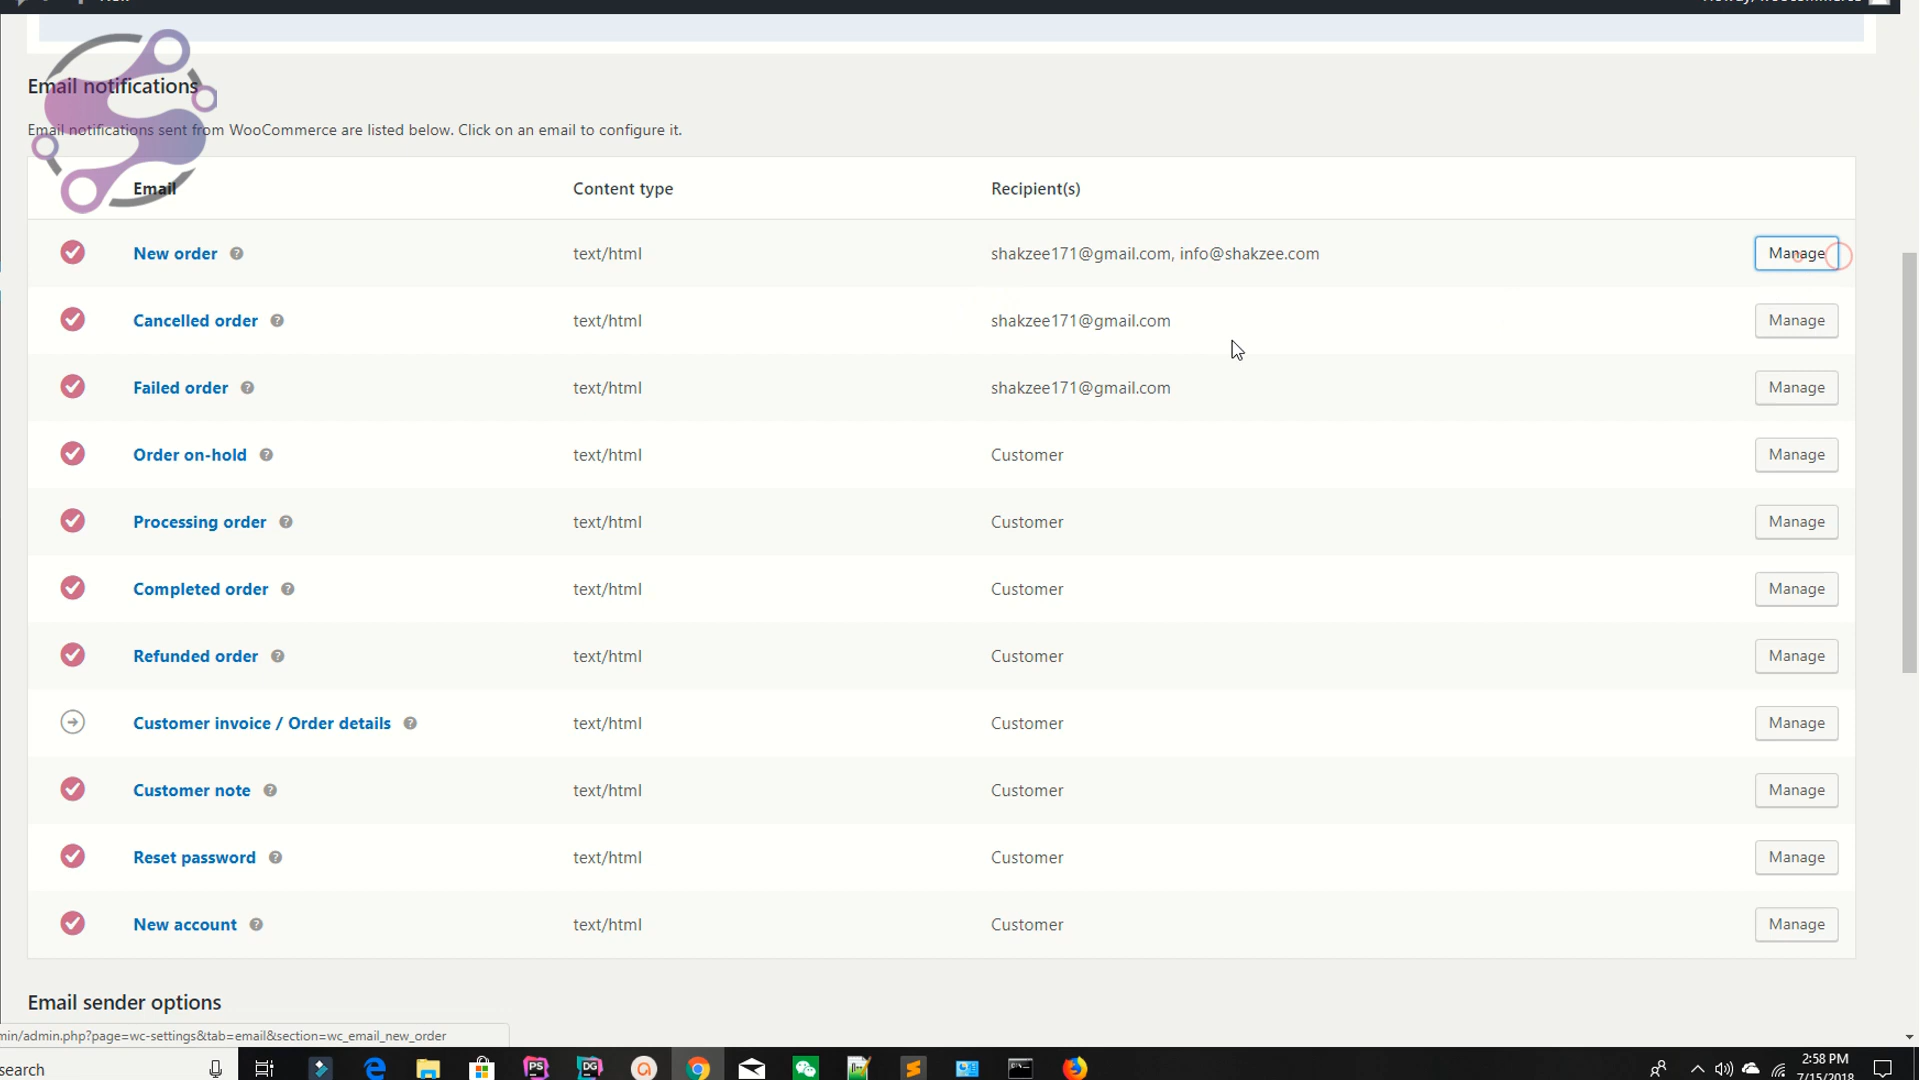 Email notifications
Email notifications sent from WooCommerce are listed below. Click on an email to configure it.
Email Content type Recipient(s)
New order text/html shakzee171@gmail.com, info@shakzee.com Manage
Cancelled order text/html shakzee171@gmail.com Manage
Failed order text/html shakzee171@gmail.com Manage
Order on-hold text/html Customer Manage
Processing order text/html Customer Manage
Completed order text/html Customer Manage
Refunded order text/html Customer Manage
Customer invoice / Order details text/html Customer Manage
Customer note text/html Customer Manage
Reset password text/html Customer Manage
New account text/html Customer Manage
Email sender options
min/admin.php?page=wc-settings&tab=email&section=wc_email_new_order
search
PS
DG
2:58 PM
7/15/2018